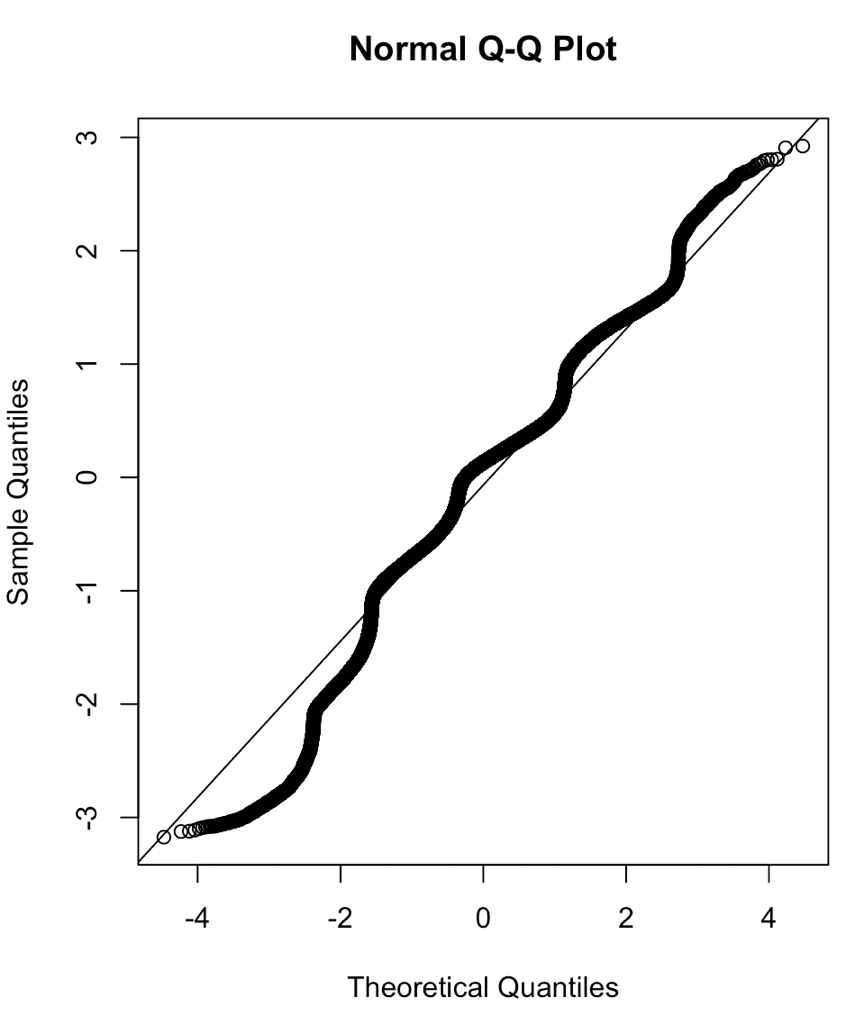 Normal Q-Q Plot
3
2
1
0
-1
-2
-3
Sample Quantiles
-4 -2 0 2 4
Theoretical Quantiles